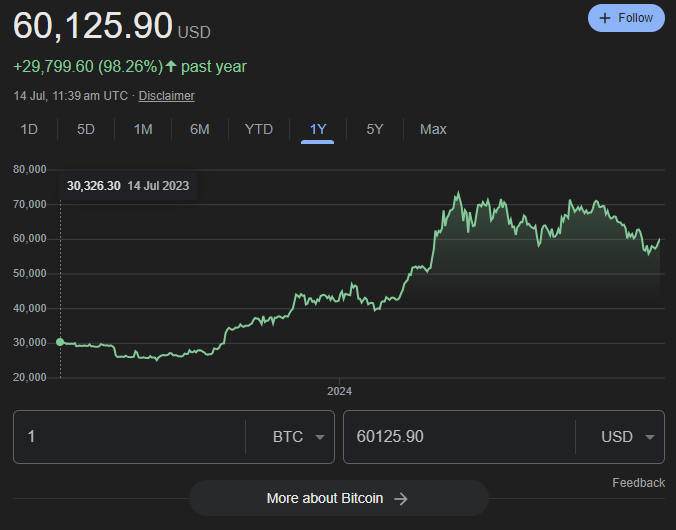 60,125.90 USD
+ Follow
+29,799.60 (98.26%) ↑ past year
14 Jul, 11:39 am UTC · Disclaimer
1D 5D 1M 6M YTD 1Y 5Y Max
80,000
30,326.30 14 Jul 2023
70,000
60,000
50,000
40,000
30,000
20,000
2024
1 BTC 60125.90 USD
Feedback
More about Bitcoin →